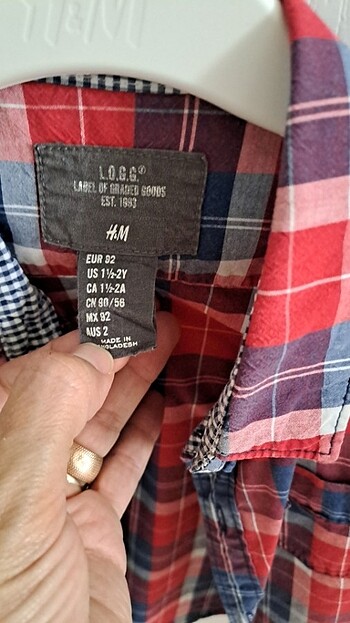 H&M
L.O.G.G.®
LABEL OF GRADED GOODS
EST. 1983
H&M
EUR 92
US 1½-2Y
CA 1½-2A
CN 90/56
MX 92
AUS 2
MADE IN
NGLADESH